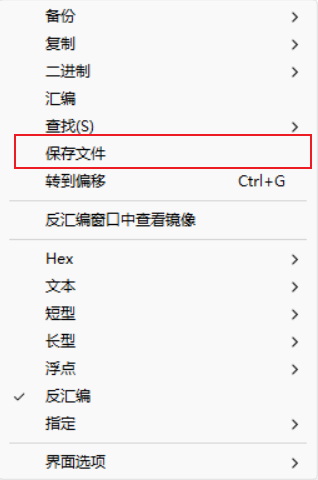 备份
复制
二进制
汇编
查找(S)
保存文件
转到偏移 Ctrl+G
反汇编窗口中查看镜像
Hex
文本
短型
长型
浮点
反汇编
指定
界面选项